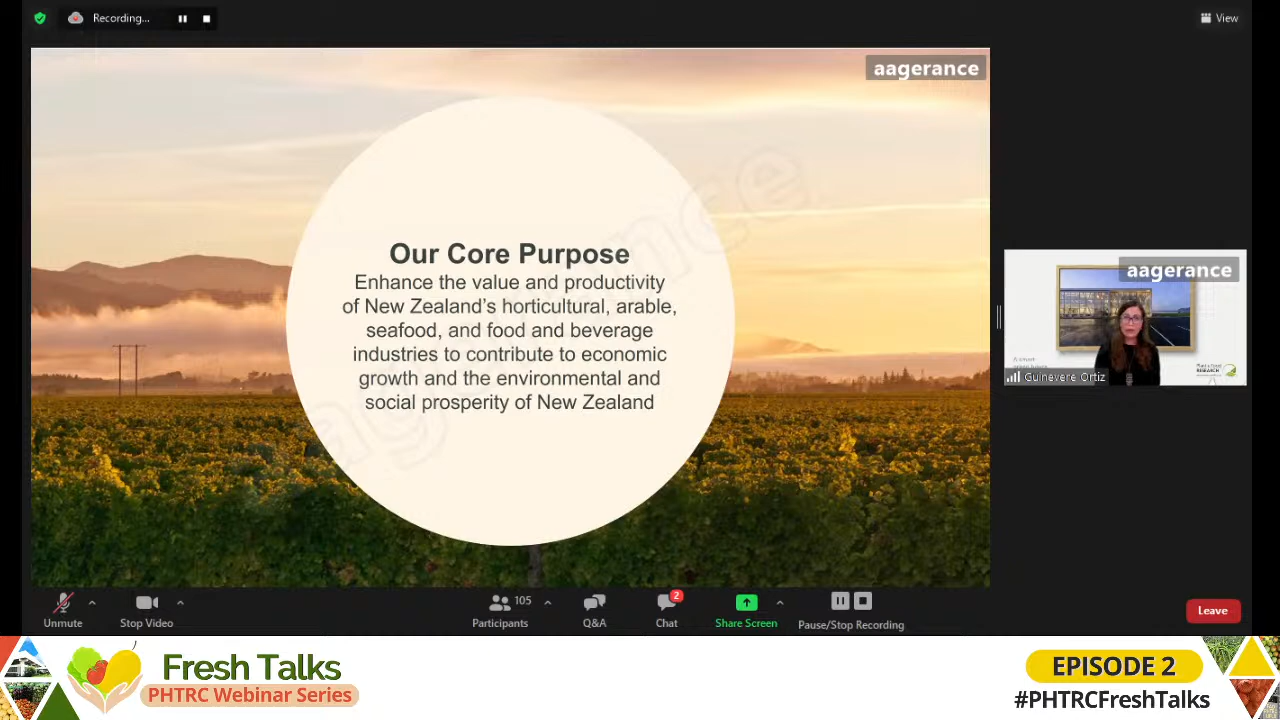 Recording...
View
aagerance
Our Core Purpose
Enhance the value and productivity
of New Zealand's horticultural, arable,
seafood, and food and beverage
industries to contribute to economic
growth and the environmental and
social prosperity of New Zealand
aagerance
Plant & Food
RESEARCH
Guinevere Ortiz
Unmute
Stop Video
105
Participants
Q&A
2
Chat
Share Screen
Pause/Stop Recording
Leave
Fresh Talks
PHTRC Webinar Series
EPISODE 2
#PHTRCFreshTalks